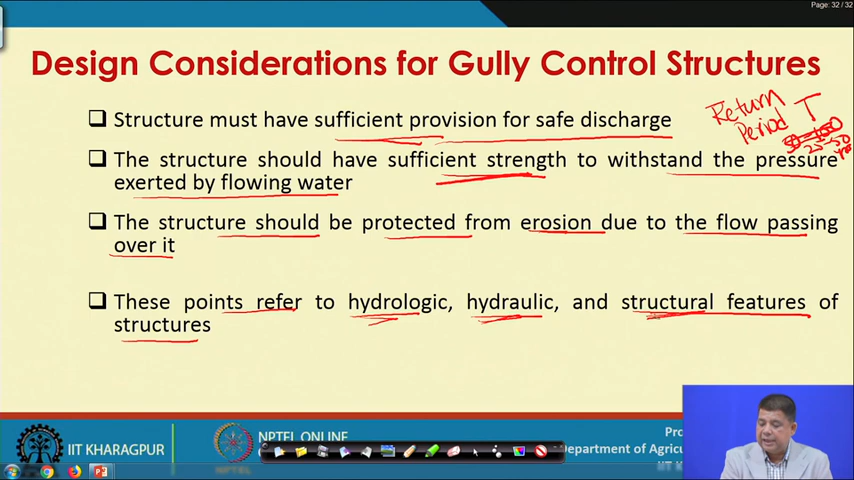 Page: 32 / 32
Design Considerations for Gully Control Structures
Return
Period T
25-50
❑ Structure must have sufficient provision for safe discharge
❑ The structure should have sufficient strength to withstand the pressure
exerted by flowing water
❑ The structure should be protected from erosion due to the flow passing
over it
❑ These points refer to hydrologic, hydraulic, and structural features of
structures
IIT KHARAGPUR
NPTEL ONLINE
Pro
Department of Agricu
IIT K